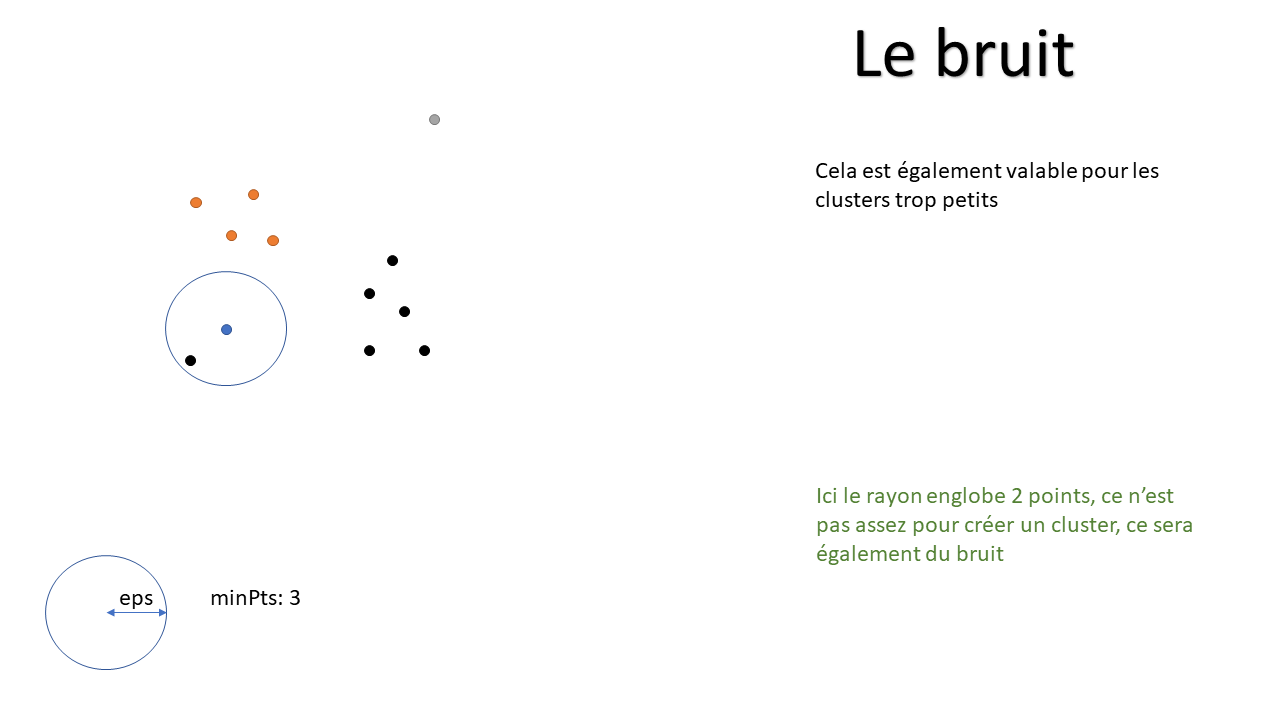 Le bruit
Cela est également valable pour les
clusters trop petits
Ici le rayon englobe 2 points, ce n’est
pas assez pour créer un cluster, ce sera
également du bruit
eps
minPts: 3